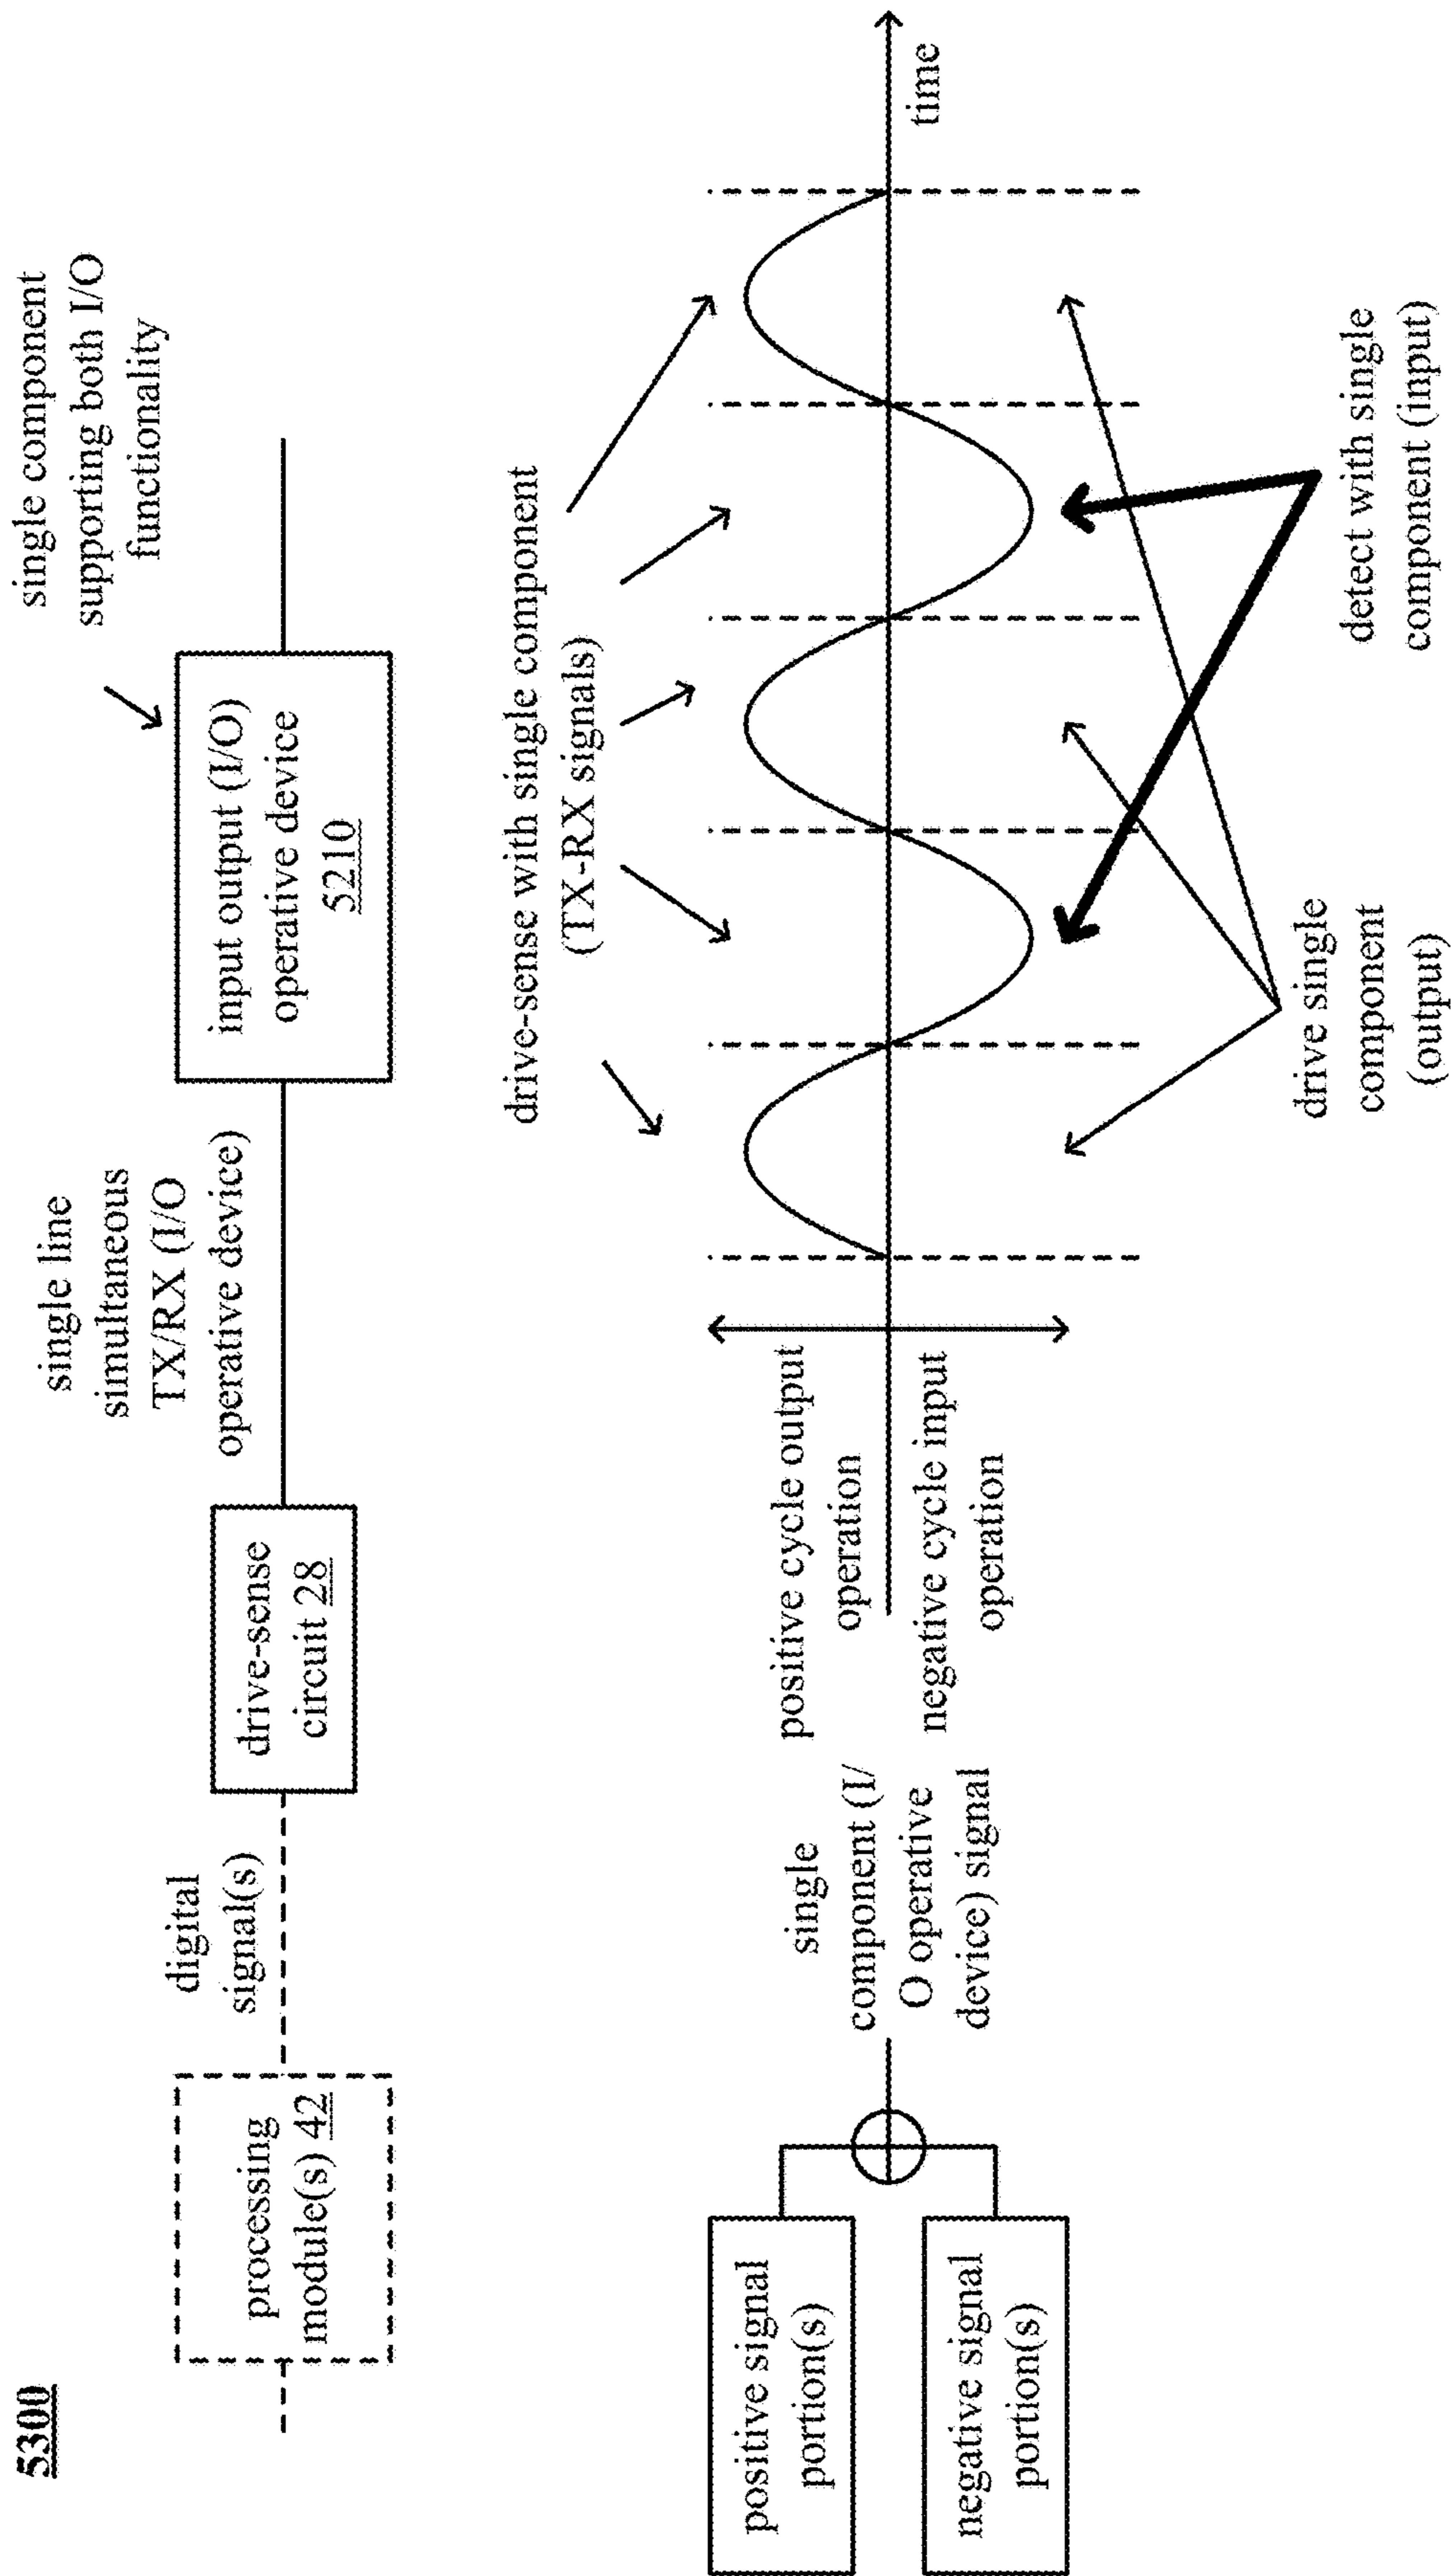 5300
processing
module(s) 42
digital
signal(s)
drive-sense
circuit 28
single line
simultaneous
TX/RX (I/O
operative device)
input output (I/O)
operative device
5210
single component
supporting both I/O
functionality
positive signal
portion(s)
negative signal
portion(s)
single
component (I/
O operative
device) signal
positive cycle output
operation
negative cycle input
operation
drive-sense with single component
(TX-RX signals)
time
drive single
component
(output)
detect with single
component (input)